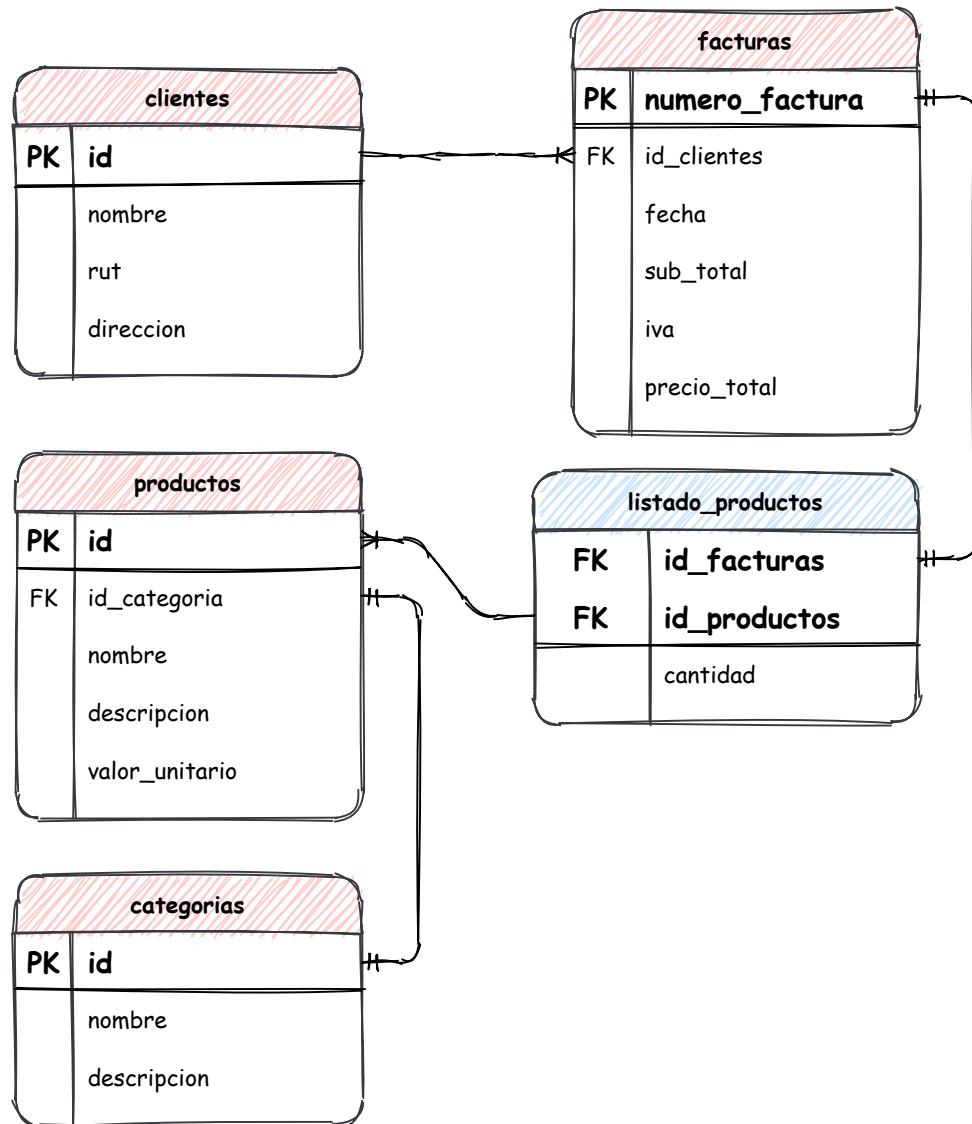 clientes
PK id
nombre
rut
direccion
facturas
PK numero_factura
FK id_clientes
fecha
sub_total
iva
precio_total
productos
PK id
FK id_categoria
nombre
descripcion
valor_unitario
listado_productos
FK id_facturas
FK id_productos
cantidad
categorias
PK id
nombre
descripcion